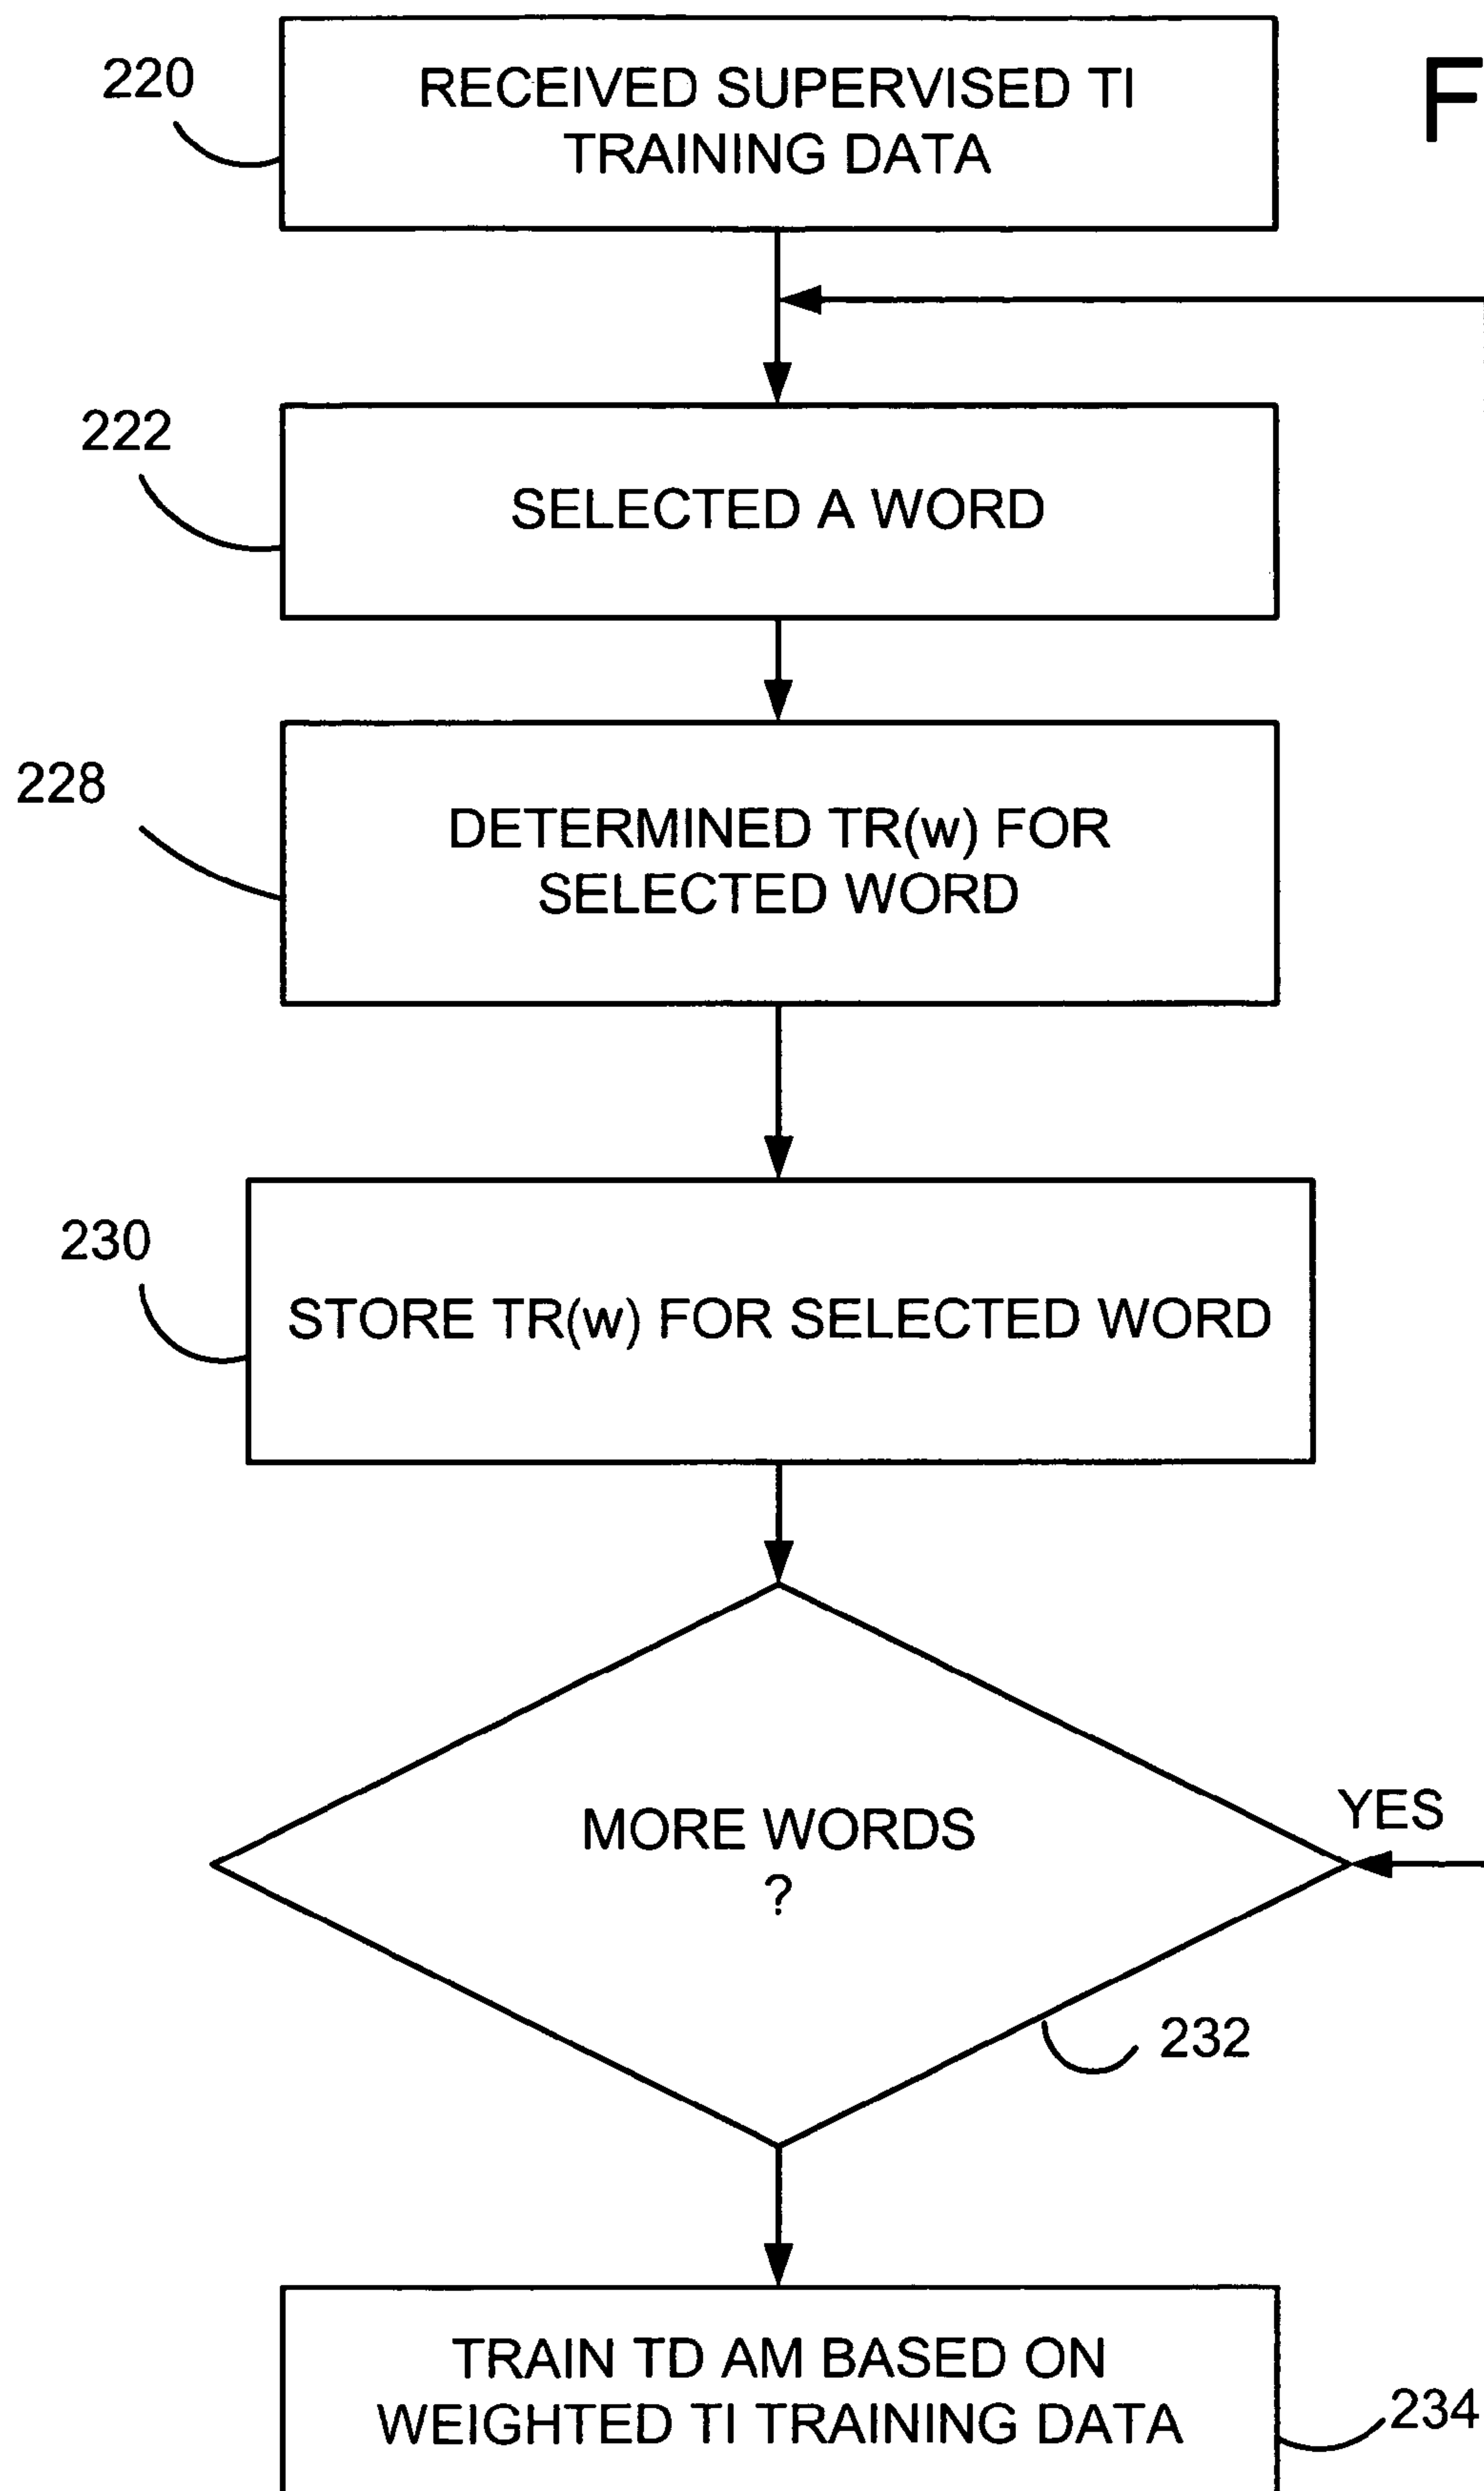 220
RECEIVED SUPERVISED TI
TRAINING DATA
F
222
SELECTED A WORD
228
DETERMINED TR(w) FOR
SELECTED WORD
230
STORE TR(w) FOR SELECTED WORD
MORE WORDS
?
YES
232
TRAIN TD AM BASED ON
WEIGHTED TI TRAINING DATA
234